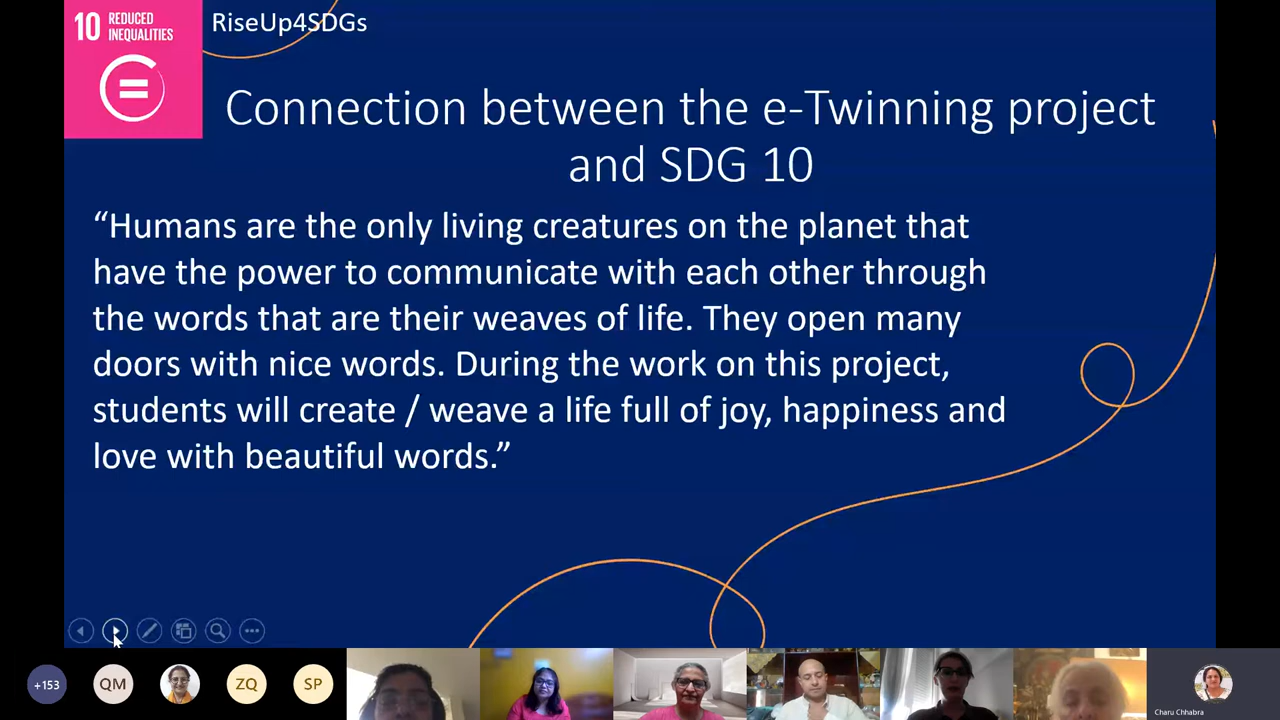 10 REDUCED
INEQUALITIES
RiseUp4SDGs
Connection between the e-Twinning project
and SDG 10
“Humans are the only living creatures on the planet that
have the power to communicate with each other through
the words that are their weaves of life. They open many
doors with nice words. During the work on this project,
students will create / weave a life full of joy, happiness and
love with beautiful words.”
+153
QM
ZQ
SP
Charu Chhabra